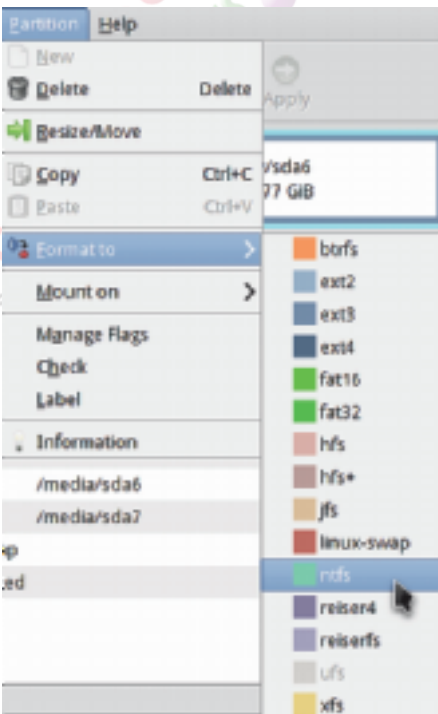 Partition Help
New
Delete Delete
Apply
Resize/Move
Copy Ctrl+C
Paste Ctrl+V
/sda6
77 GiB
Format to
Mount on
Manage Flags
Check
Label
Information
/media/sda6
/media/sda7
ed
btrfs
ext2
ext3
ext4
fat16
fat32
hfs
hfs+
jfs
linux-swap
ntfs
reiser4
reiserfs
ufs
xfs